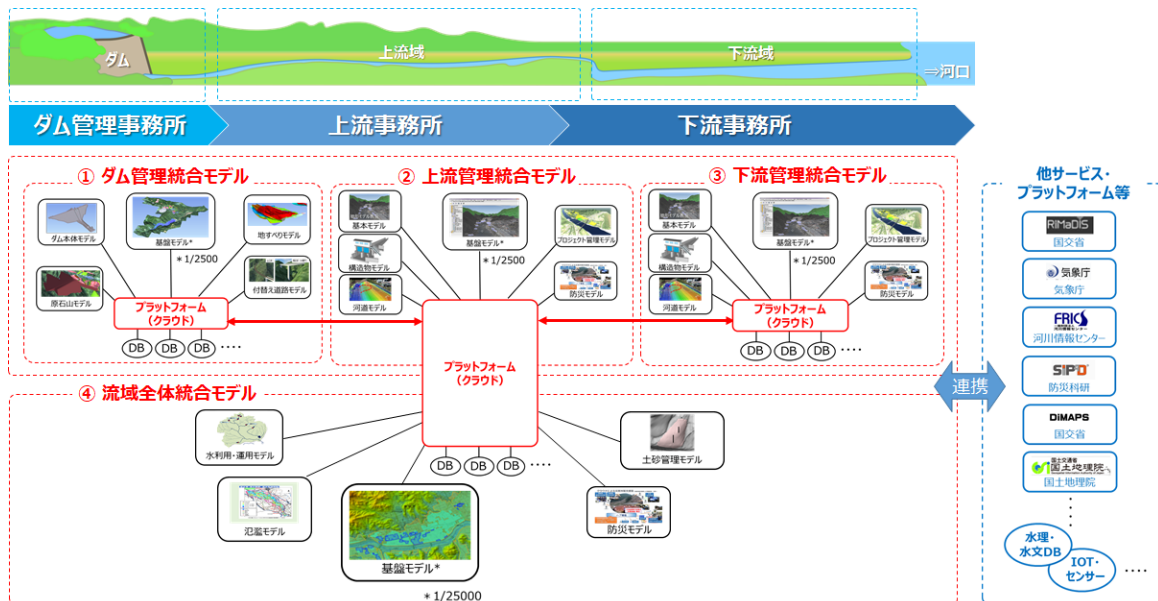 ダム
上流域
下流域
⇒河口
ダム管理事務所
上流事務所
下流事務所
① ダム管理統合モデル
ダム本体モデル
基盤モデル*
地すべりモデル
*1/2500
原石山モデル
付替え道路モデル
プラットフォーム
(クラウド)
DB
DB
DB
‥‥
② 上流管理統合モデル
基本モデル
基盤モデル*
プロジェクト管理モデル
構造物モデル
*1/2500
河道モデル
防災モデル
プラットフォーム
(クラウド)
DB
DB
DB
‥‥
③ 下流管理統合モデル
基本モデル
基盤モデル*
プロジェクト管理モデル
構造物モデル
*1/2500
河道モデル
防災モデル
プラットフォーム
(クラウド)
DB
DB
DB
‥‥
④ 流域全体統合モデル
水利用・運用モデル
土砂管理モデル
氾濫モデル
基盤モデル*
防災モデル
*1/25000
連携
他サービス・
プラットフォーム等
RiMaDIS
国交省
気象庁
気象庁
FRICS
河川情報センター
河川情報センター
SIP4D
防災科研
DiMAPS
国交省
国土交通省
国土地理院
国土地理院
水理・
水文DB
IOT・
センサー
‥‥